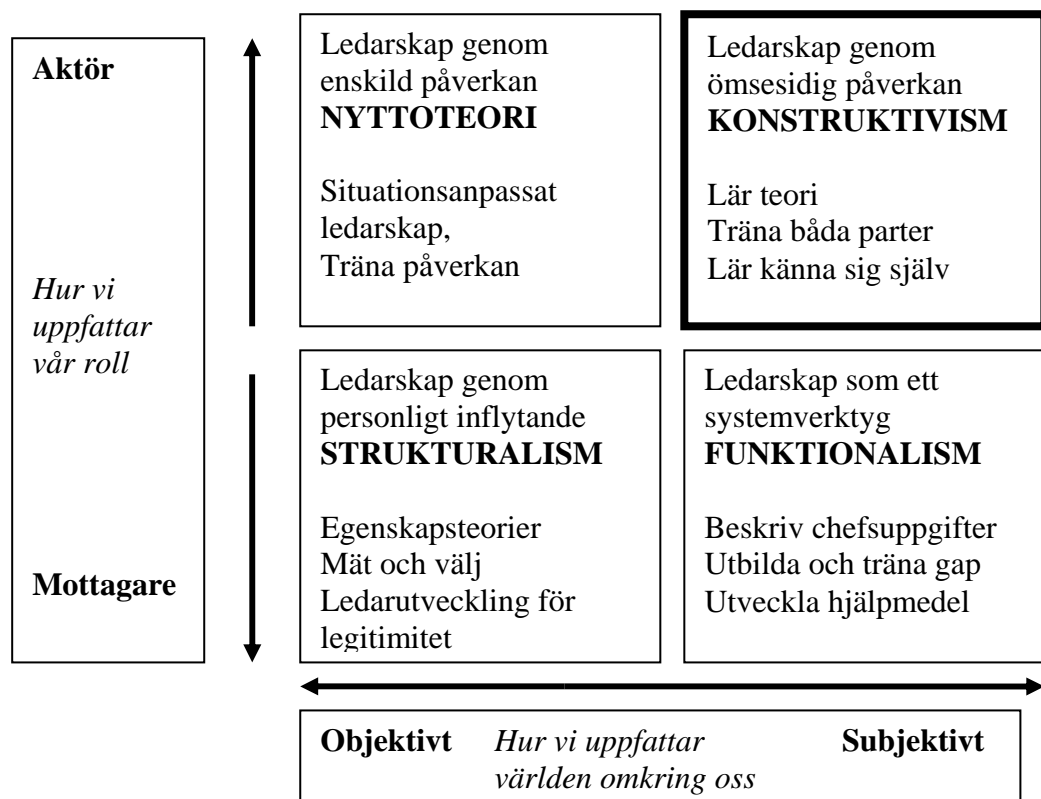 Aktör
Hur vi
uppfattar
vår roll
Mottagare
Ledarskap genom
enskild påverkan
NYTTOTEORI
Situationsanpassat
ledarskap,
Träna påverkan
Ledarskap genom
ömsesidig påverkan
KONSTRUKTIVISM
Lär teori
Träna båda parter
Lär känna sig själv
Ledarskap genom
personligt inflytande
STRUKTURALISM
Egenskapsteorier
Mät och välj
Ledarutveckling för
legitimitet
Ledarskap som ett
systemverktyg
FUNKTIONALISM
Beskriv chefsuppgifter
Utbilda och träna gap
Utveckla hjälpmedel
Objektivt Hur vi uppfattar Subjektivt
världen omkring oss